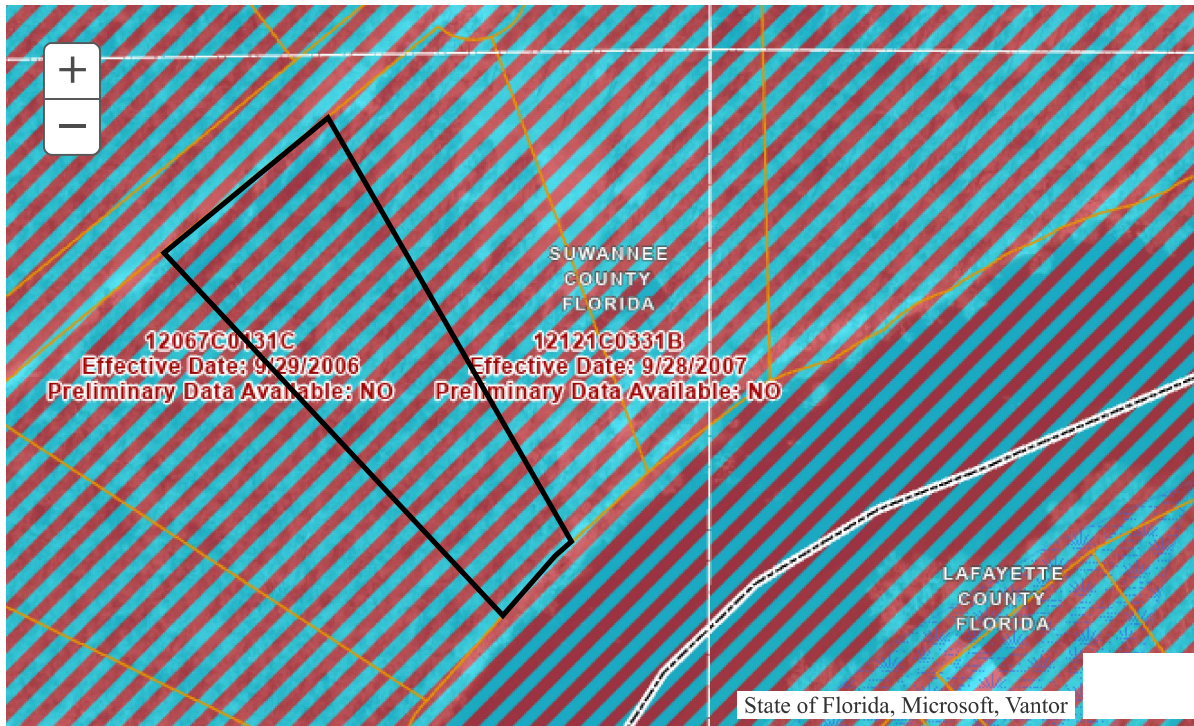 +
−
SUWANNEE
COUNTY
FLORIDA
12067C0131C
Effective Date: 9/29/2006
Preliminary Data Available: NO
12121C0331B
Effective Date: 9/28/2007
Preliminary Data Available: NO
LAFAYETTE
COUNTY
FLORIDA
State of Florida, Microsoft, Vantor